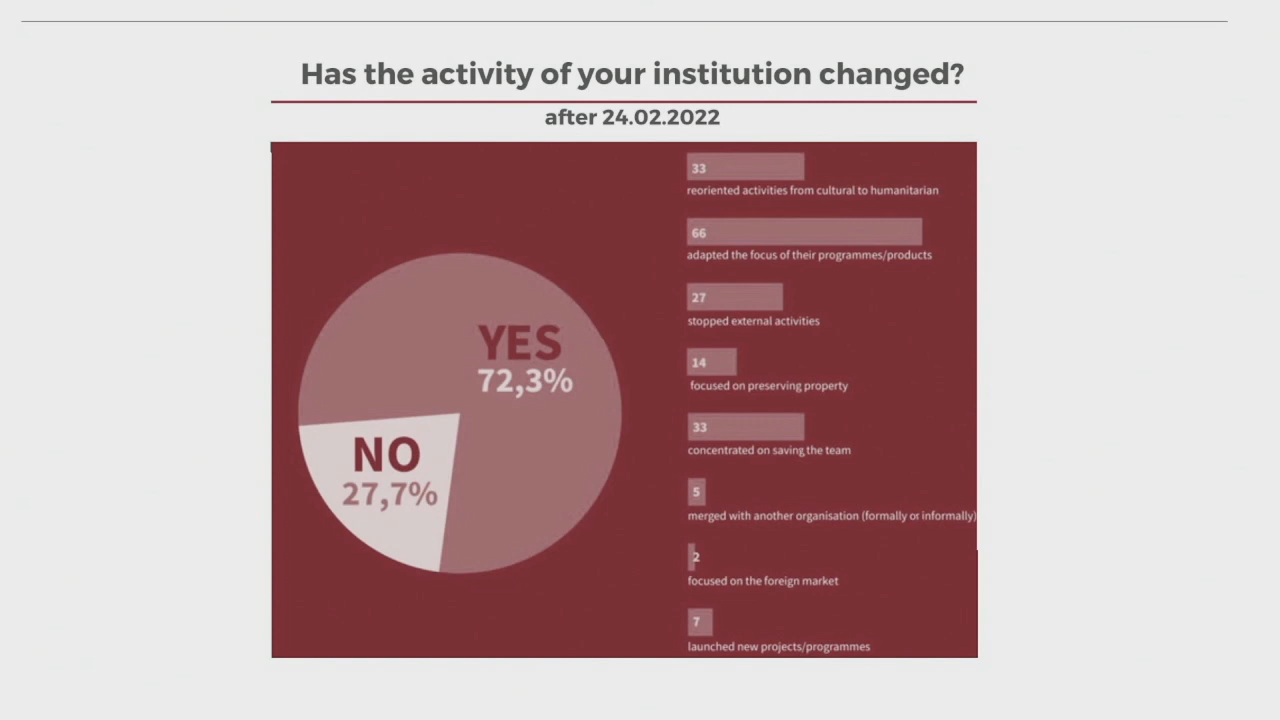 Has the activity of your institution changed?
after 24.02.2022
YES
72,3%
NO
27,7%
33
reoriented activities from cultural to humanitarian
66
adapted the focus of their programmes/products
27
stopped external activities
14
focused on preserving property
33
concentrated on saving the team
5
merged with another organisation (formally or informally)
2
focused on the foreign market
7
launched new projects/programmes